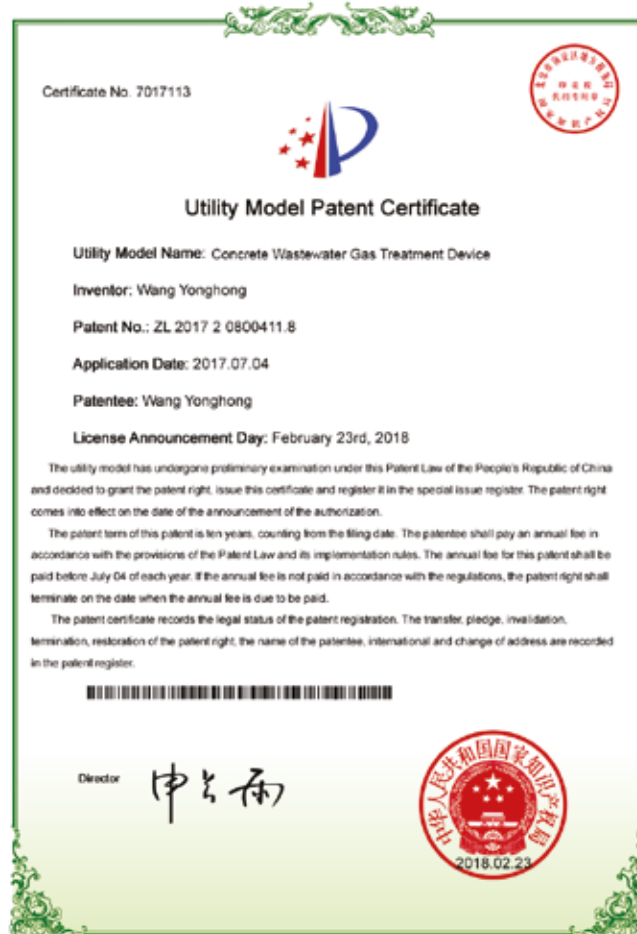 Certificate No. 7017113
Utility Model Patent Certificate
Utility Model Name: Concrete Wastewater Gas Treatment Device
Inventor: Wang Yonghong
Patent No.: ZL 2017 2 0800411.8
Application Date: 2017.07.04
Patentee: Wang Yonghong
License Announcement Day: February 23rd, 2018
The utility model has undergone preliminary examination under this Patent Law of the People's Republic of China
and decided to grant the patent right, issue this certificate and register it in the special issue register. The patent right
comes into effect on the date of the announcement of the authorization.
The patent term of this patent is ten years, counting from the filing date. The patentee shall pay an annual fee in
accordance with the provisions of the Patent Law and its implementation rules. The annual fee for this patent shall be
paid before July 04 of each year. If the annual fee is not paid in accordance with the regulations, the patent right shall
terminate on the date when the annual fee is due to be paid.
The patent certificate records the legal status of the patent registration. The transfer, pledge, invalidation,
termination, restoration of the patent right, the name of the patentee, international and change of address are recorded
in the patent register.
Director
申长雨
中华人民共和国国家知识产权局
2018.02.23